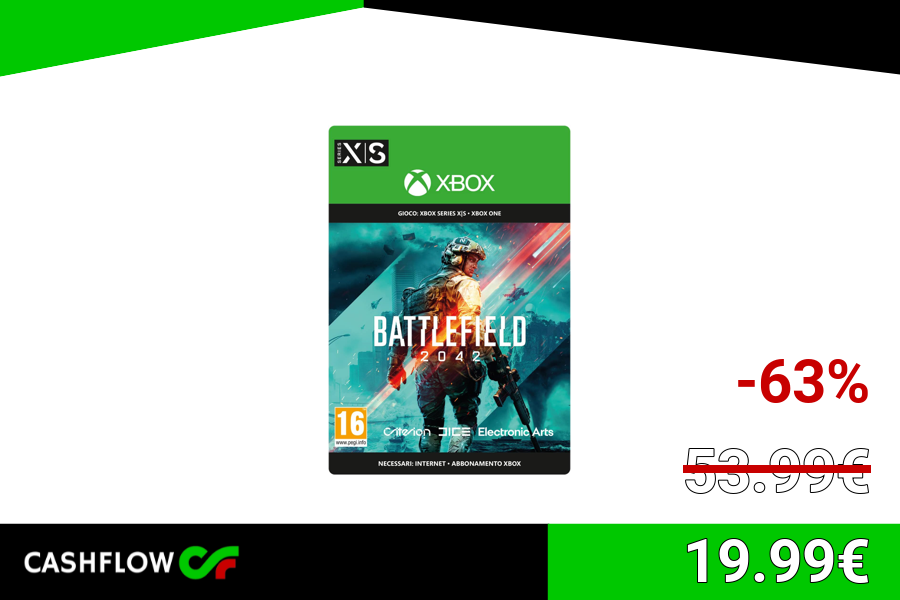 SERIES X|S
XBOX
GIOCO: XBOX SERIES X|S • XBOX ONE
BATTLEFIELD
2042
16
www.pegi.info
Criterion DICE Electronic Arts
NECESSARI: INTERNET • ABBONAMENTO XBOX
-63%
53.99€
CASHFLOW
19.99€